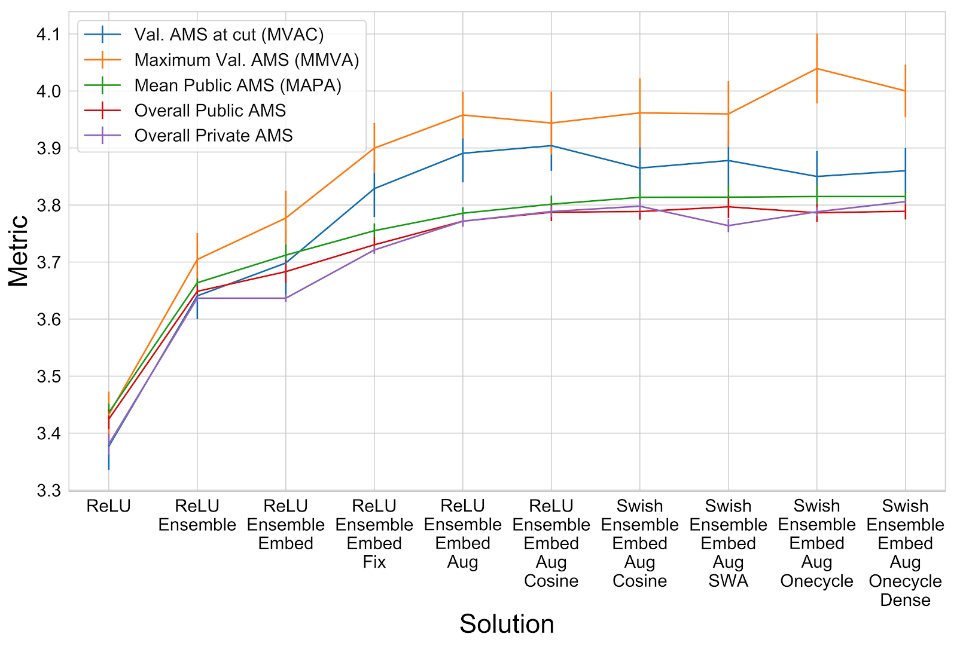 4.1
4.0
3.9
3.8
3.7
3.6
3.5
3.4
3.3
Metric
Val. AMS at cut (MVAC)
Maximum Val. AMS (MMVA)
Mean Public AMS (MAPA)
Overall Public AMS
Overall Private AMS
ReLU
ReLU
Ensemble
ReLU
Ensemble
Embed
ReLU
Ensemble
Embed
Fix
ReLU
Ensemble
Embed
Aug
ReLU
Ensemble
Embed
Aug
Cosine
Swish
Ensemble
Embed
Aug
Cosine
Swish
Ensemble
Embed
Aug
SWA
Swish
Ensemble
Embed
Aug
Onecycle
Swish
Ensemble
Embed
Aug
Onecycle
Dense
Solution